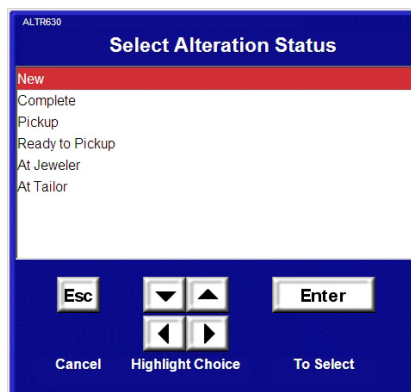 ALTR630
Select Alteration Status
New
Complete
Pickup
Ready to Pickup
At Jeweler
At Tailor
Esc
Enter
Cancel Highlight Choice To Select